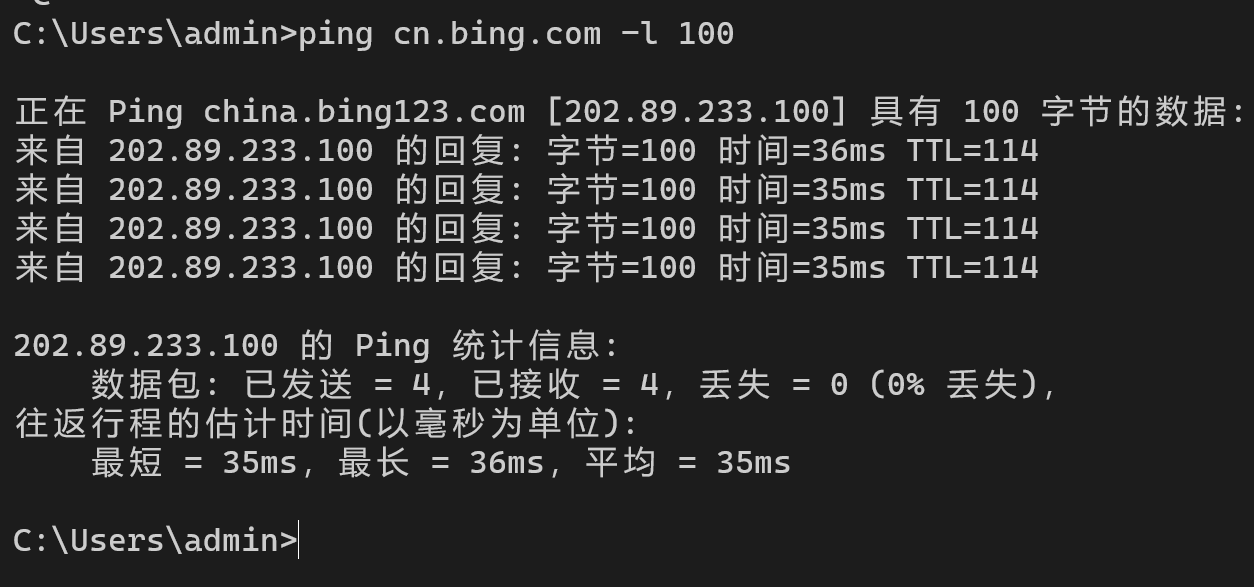 C:\Users\admin>ping cn.bing.com -l 100
正在 Ping china.bing123.com [202.89.233.100] 具有 100 字节的数据:
来自 202.89.233.100 的回复: 字节=100 时间=36ms TTL=114
来自 202.89.233.100 的回复: 字节=100 时间=35ms TTL=114
来自 202.89.233.100 的回复: 字节=100 时间=35ms TTL=114
来自 202.89.233.100 的回复: 字节=100 时间=35ms TTL=114
202.89.233.100 的 Ping 统计信息:
    数据包: 已发送 = 4, 已接收 = 4, 丢失 = 0 (0% 丢失),
往返行程的估计时间(以毫秒为单位):
    最短 = 35ms, 最长 = 36ms, 平均 = 35ms
C:\Users\admin>